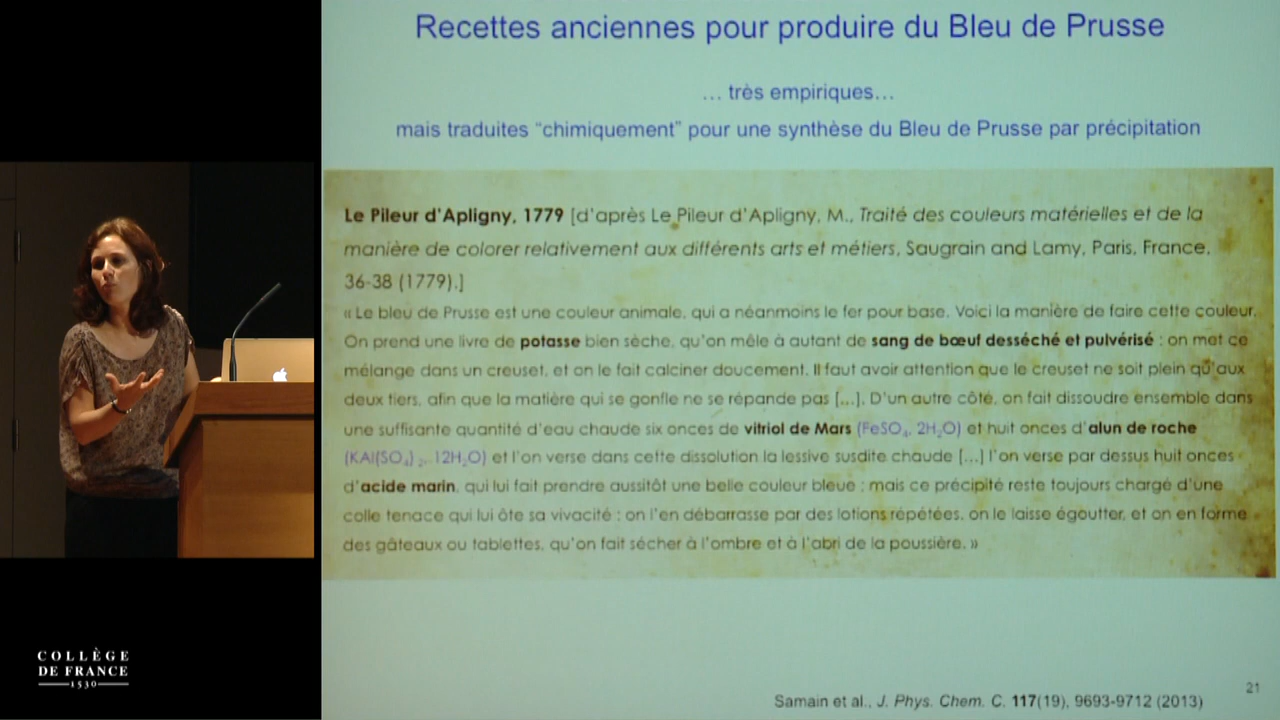 Recettes anciennes pour produire du Bleu de Prusse
… très empiriques…
mais traduites “chimiquement” pour une synthèse du Bleu de Prusse par précipitation
Le Pileur d'Apligny, 1779 [d'après Le Pileur d'Apligny, M., Traité des couleurs matérielles et de la
manière de colorer relativement aux différents arts et métiers, Saugrain and Lamy, Paris, France,
36-38 (1779).]
« Le bleu de Prusse est une couleur animale, qui a néanmoins le fer pour base. Voici la manière de faire cette couleur.
On prend une livre de potasse bien sèche, qu'on mêle à autant de sang de bœuf desséché et pulvérisé : on met ce
mélange dans un creuset, et on le fait calciner doucement. Il faut avoir attention que le creuset ne soit plein qu'aux
deux tiers, afin que la matière qui se gonfle ne se répande pas [...]. D'un autre côté, on fait dissoudre ensemble dans
une suffisante quantité d'eau chaude six onces de vitriol de Mars (FeSO4, 2H2O) et huit onces d'alun de roche
(KAl(SO4)2, 12H2O) et l'on verse dans cette dissolution la lessive susdite chaude [...] l'on verse par dessus huit onces
d'acide marin, qui lui fait prendre aussitôt une belle couleur bleue ; mais ce précipité reste toujours chargé d'une
colle tenace qui lui ôte sa vivacité ; on l'en débarrasse par des lotions répétées, on le laisse égoutter, et on en forme
des gâteaux ou tablettes, qu'on fait sécher à l'ombre et à l'abri de la poussière. »
COLLÈGE
DE FRANCE
1530
21
Samain et al., J. Phys. Chem. C. 117(19), 9693-9712 (2013)